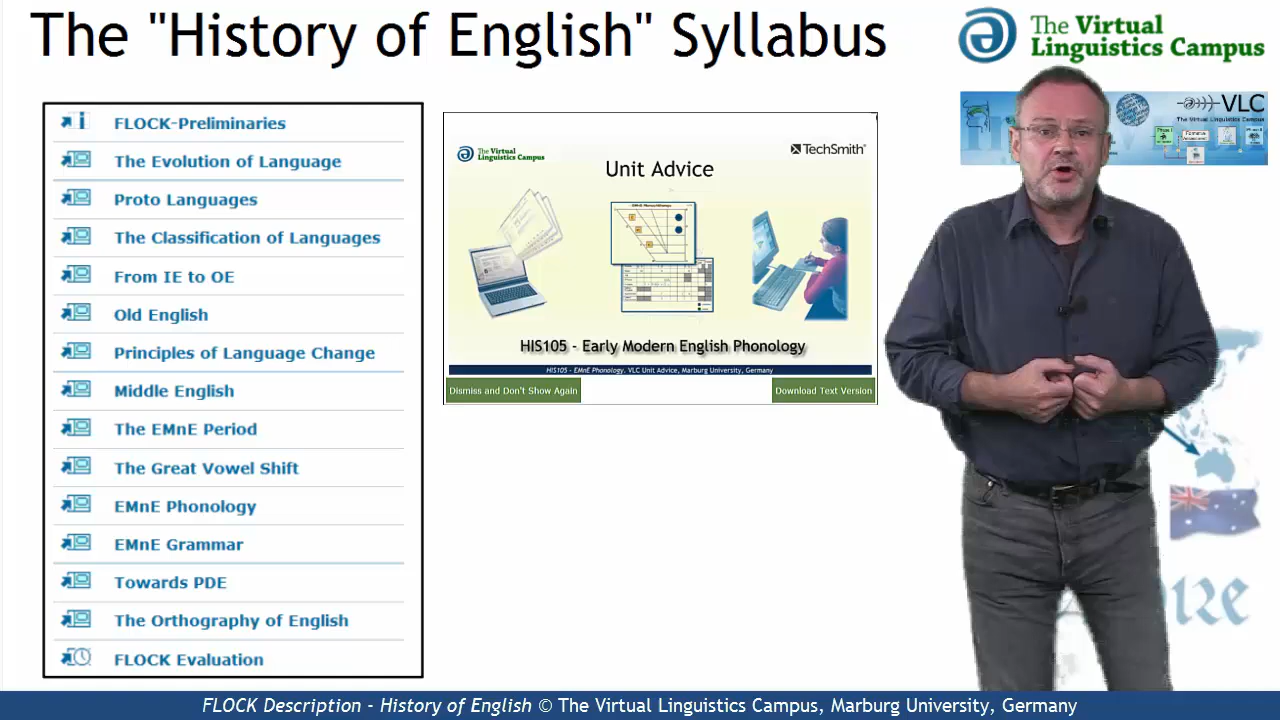 The "History of English" Syllabus
The Virtual
Linguistics Campus
FLOCK-Preliminaries
The Evolution of Language
Proto Languages
The Classification of Languages
From IE to OE
Old English
Principles of Language Change
Middle English
The EMnE Period
The Great Vowel Shift
EMnE Phonology
EMnE Grammar
Towards PDE
The Orthography of English
FLOCK Evaluation
The Virtual
Linguistics Campus
TechSmith
Unit Advice
HIS105 - Early Modern English Phonology
HIS105 - EMnE Phonology. VLC Unit Advice, Marburg University, Germany
Dismiss and Don't Show Again
Download Text Version
VLC
The Virtual Linguistics Campus
FLOCK Description - History of English © The Virtual Linguistics Campus, Marburg University, Germany